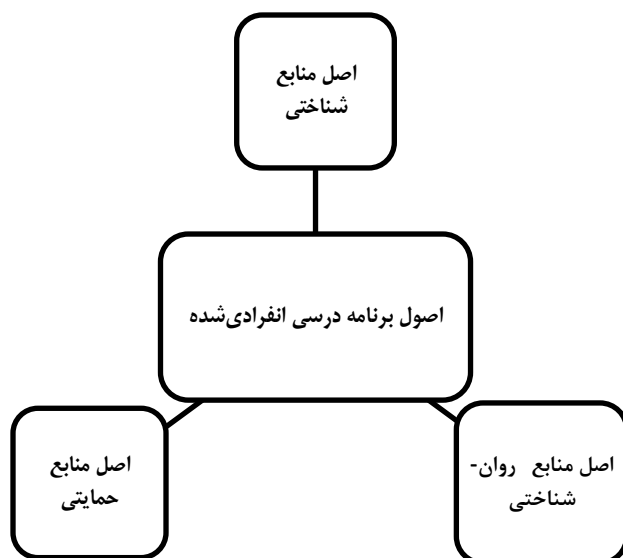 اصل منابع
شناختی
اصول برنامه درسی انفرادی‌شده
اصل منابع روان-
شناختی
اصل منابع
حمایتی